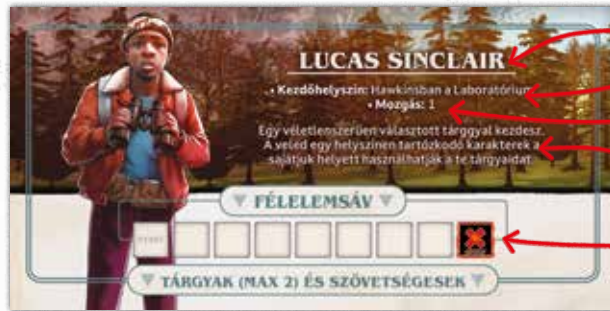 LUCAS SINCLAIR
• Kezdőhelyszín: Hawkinsban a Laboratórium
• Mozgás: 1
Egy véletlenszerűen választott tárggyal kezdesz.
A veled egy helyszínen tartózkodó karakterek a
sajátjuk helyett használhatják a te tárgyaidat.
FÉLELEMSÁV
START
TÁRGYAK (MAX 2) ÉS SZÖVETSÉGESEK